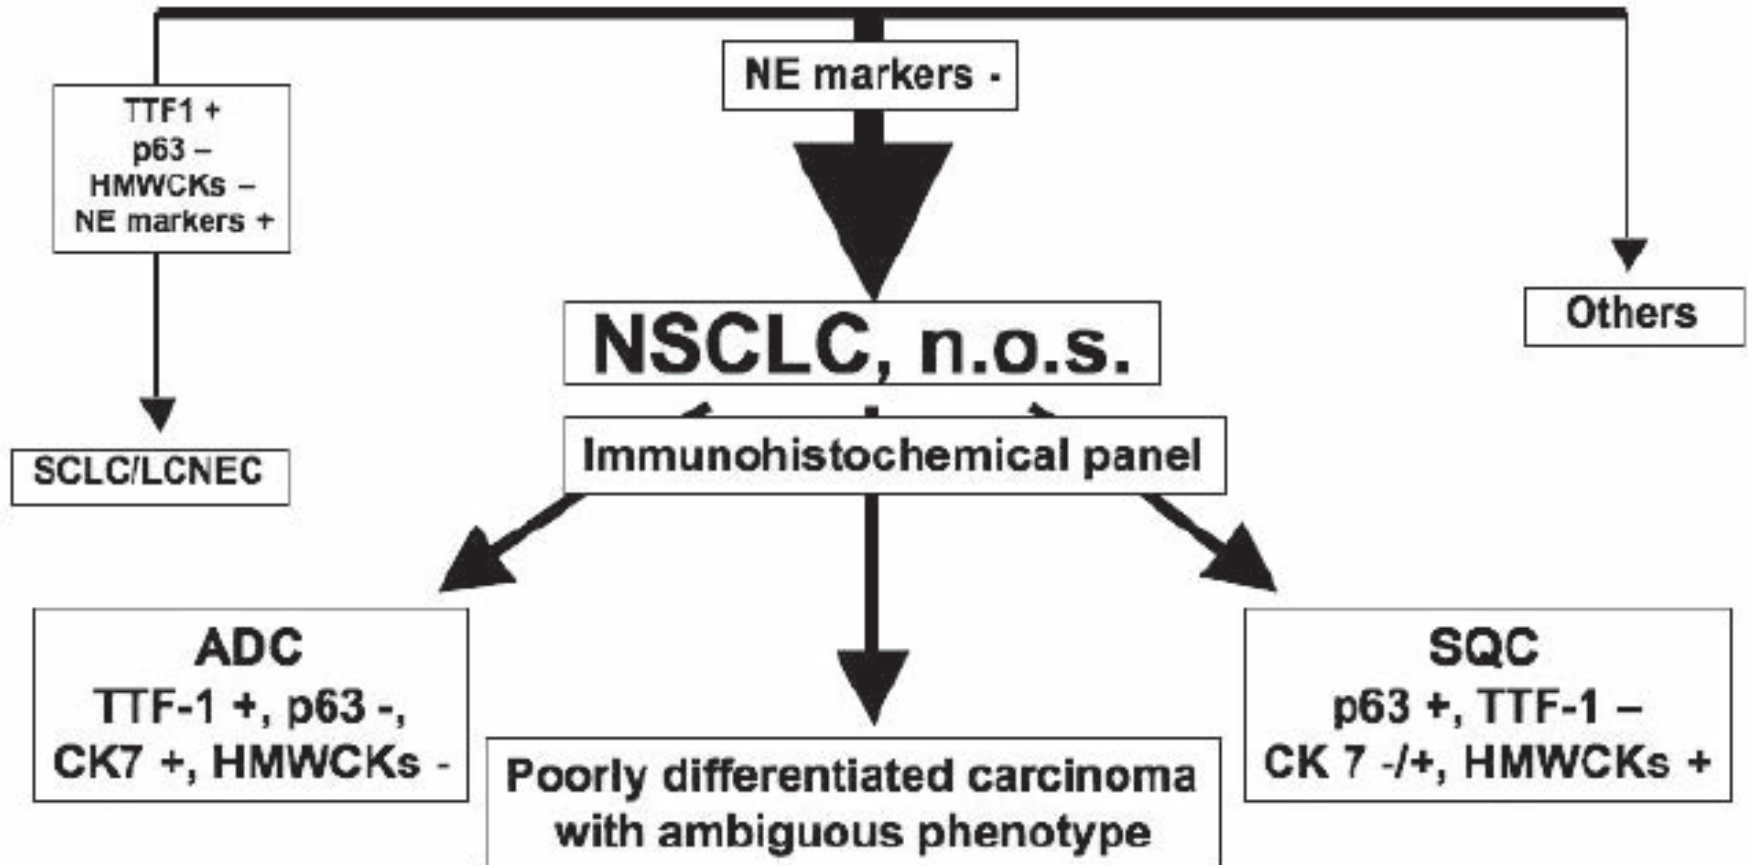 NE markers -
TTF1 +
p63 –
HMWCKs –
NE markers +
NSCLC, n.o.s.
Others
Immunohistochemical panel
SCLC/LCNEC
ADC
TTF-1 +, p63 -,
CK7 +, HMWCKs -
Poorly differentiated carcinoma
with ambiguous phenotype
SQC
p63 +, TTF-1 –
CK 7 -/+, HMWCKs +